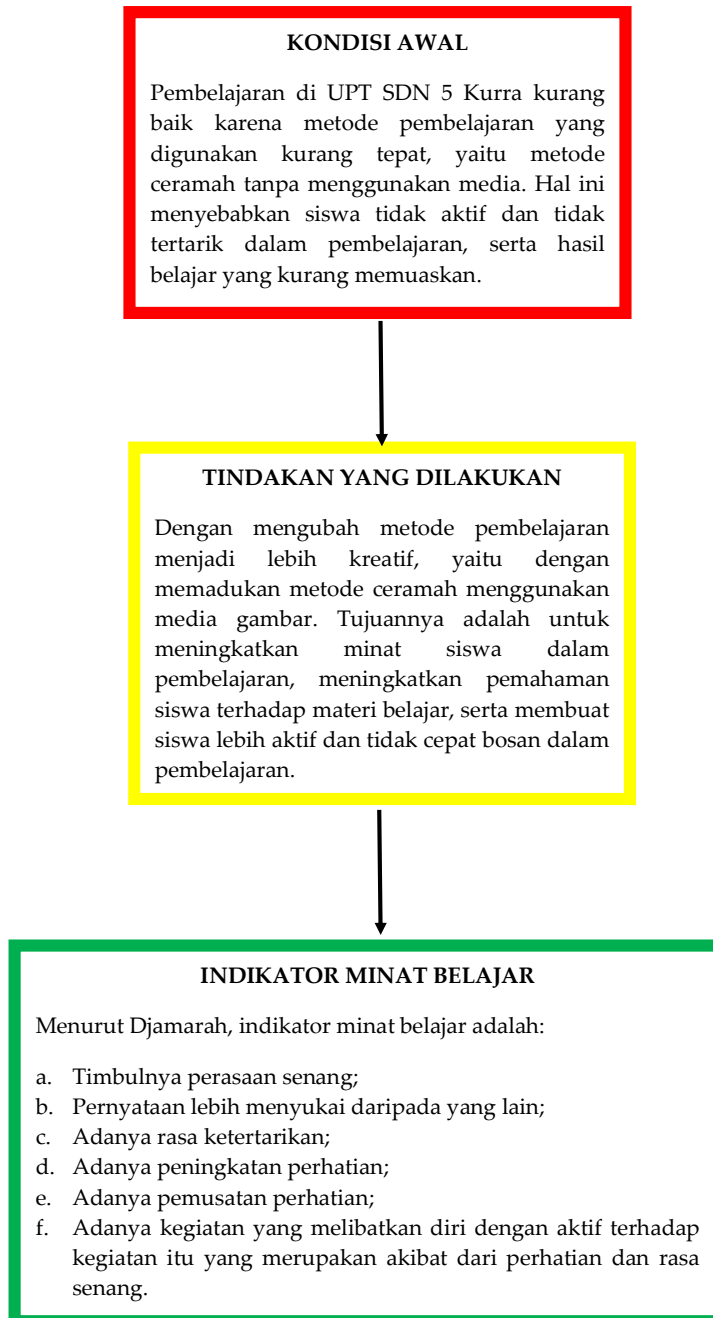 KONDISI AWAL
Pembelajaran di UPT SDN 5 Kurra kurang
baik karena metode pembelajaran yang
digunakan kurang tepat, yaitu metode
ceramah tanpa menggunakan media. Hal ini
menyebabkan siswa tidak aktif dan tidak
tertarik dalam pembelajaran, serta hasil
belajar yang kurang memuaskan.
TINDAKAN YANG DILAKUKAN
Dengan mengubah metode pembelajaran
menjadi lebih kreatif, yaitu dengan
memadukan metode ceramah menggunakan
media gambar. Tujuannya adalah untuk
meningkatkan minat siswa dalam
pembelajaran, meningkatkan pemahaman
siswa terhadap materi belajar, serta membuat
siswa lebih aktif dan tidak cepat bosan dalam
pembelajaran.
INDIKATOR MINAT BELAJAR
Menurut Djamarah, indikator minat belajar adalah:
a. Timbulnya perasaan senang;
b. Pernyataan lebih menyukai daripada yang lain;
c. Adanya rasa ketertarikan;
d. Adanya peningkatan perhatian;
e. Adanya pemusatan perhatian;
f. Adanya kegiatan yang melibatkan diri dengan aktif terhadap
kegiatan itu yang merupakan akibat dari perhatian dan rasa
senang.